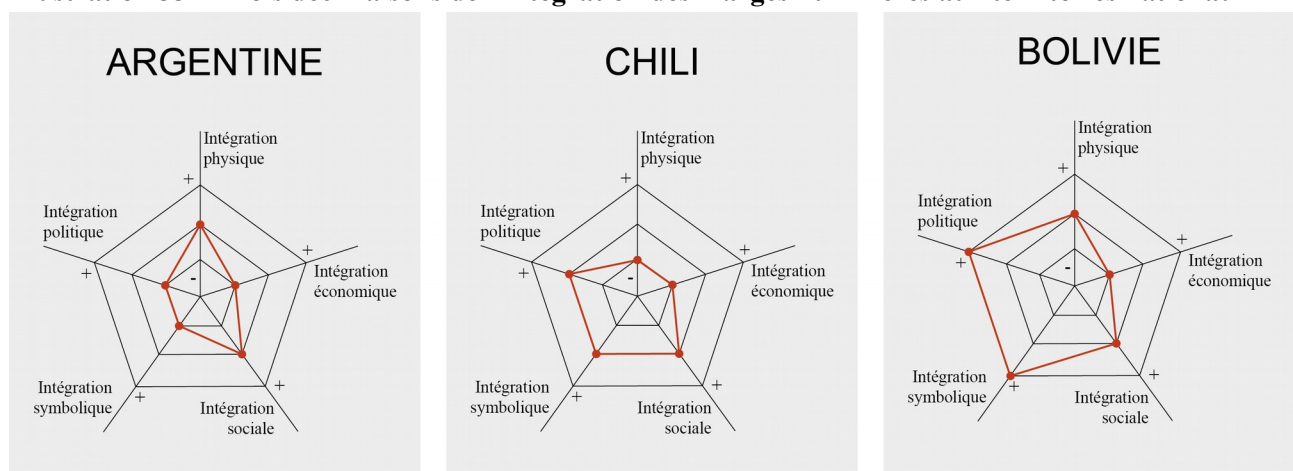 ARGENTINE
Intégration
physique
+
Intégration
politique
+
+
-
Intégration
économique
Intégration
symbolique
+
+
Intégration
sociale
CHILI
Intégration
physique
+
Intégration
politique
+
+
-
Intégration
économique
Intégration
symbolique
+
+
Intégration
sociale
BOLIVIE
Intégration
physique
+
Intégration
politique
+
+
-
Intégration
économique
Intégration
symbolique
+
+
Intégration
sociale